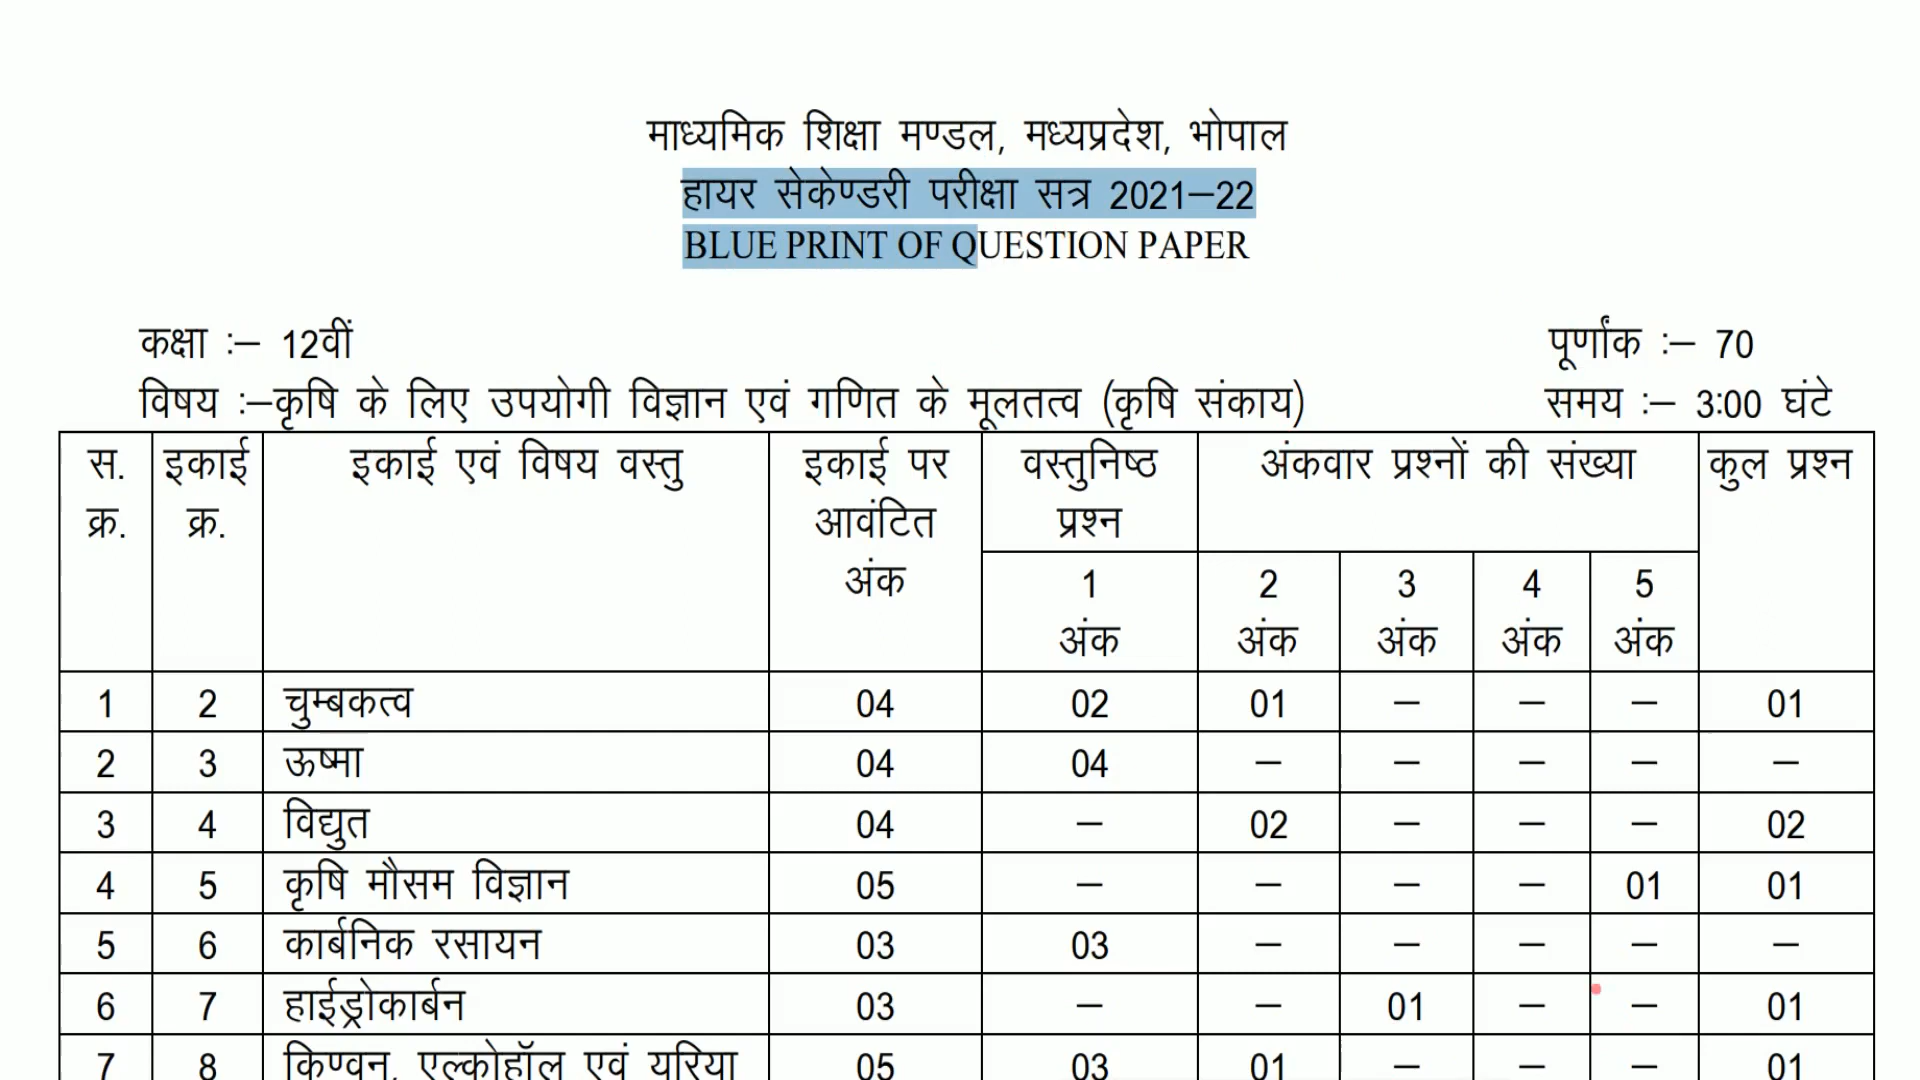 माध्यमिक शिक्षा मण्डल, मध्यप्रदेश, भोपाल
हायर सेकेण्डरी परीक्षा सत्र 2021–22
BLUE PRINT OF QUESTION PAPER
कक्षा :– 12वीं पूर्णांक :– 70
विषय :–कृषि के लिए उपयोगी विज्ञान एवं गणित के मूलतत्व (कृषि संकाय) समय :– 3:00 घंटे
स. क्र. इकाई क्र. इकाई एवं विषय वस्तु इकाई पर आवंटित अंक वस्तुनिष्ठ प्रश्न अंकवार प्रश्नों की संख्या कुल प्रश्न
1 अंक 2 अंक 3 अंक 4 अंक 5 अंक
1 2 चुम्बकत्व 04 02 01 – – – 01
2 3 ऊष्मा 04 04 – – – – –
3 4 विद्युत 04 – 02 – – – 02
4 5 कृषि मौसम विज्ञान 05 – – – – 01 01
5 6 कार्बनिक रसायन 03 03 – – – – –
6 7 हाईड्रोकार्बन 03 – – 01 – – 01
7 8 किण्वन, एल्कोहॉल एवं यूरिया 05 03 01 – – – 01